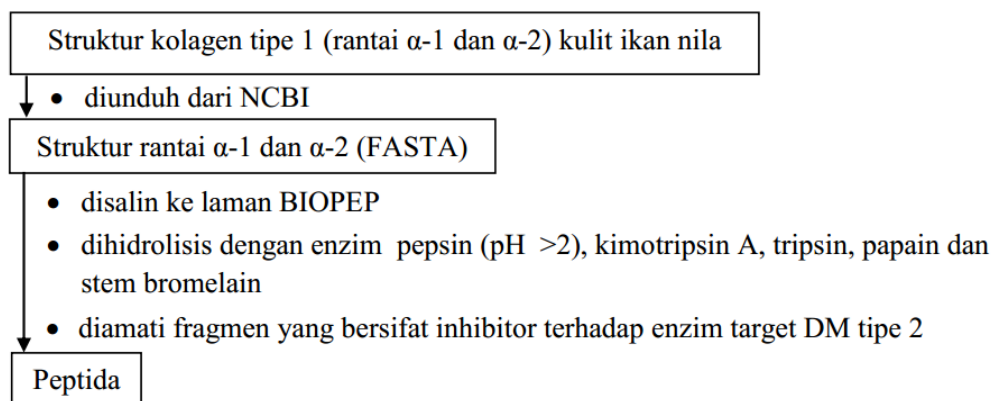 Struktur kolagen tipe 1 (rantai α-1 dan α-2) kulit ikan nila
• diunduh dari NCBI
Struktur rantai α-1 dan α-2 (FASTA)
• disalin ke laman BIOPEP
• dihidrolisis dengan enzim pepsin (pH >2), kimotripsin A, tripsin, papain dan
stem bromelain
• diamati fragmen yang bersifat inhibitor terhadap enzim target DM tipe 2
Peptida